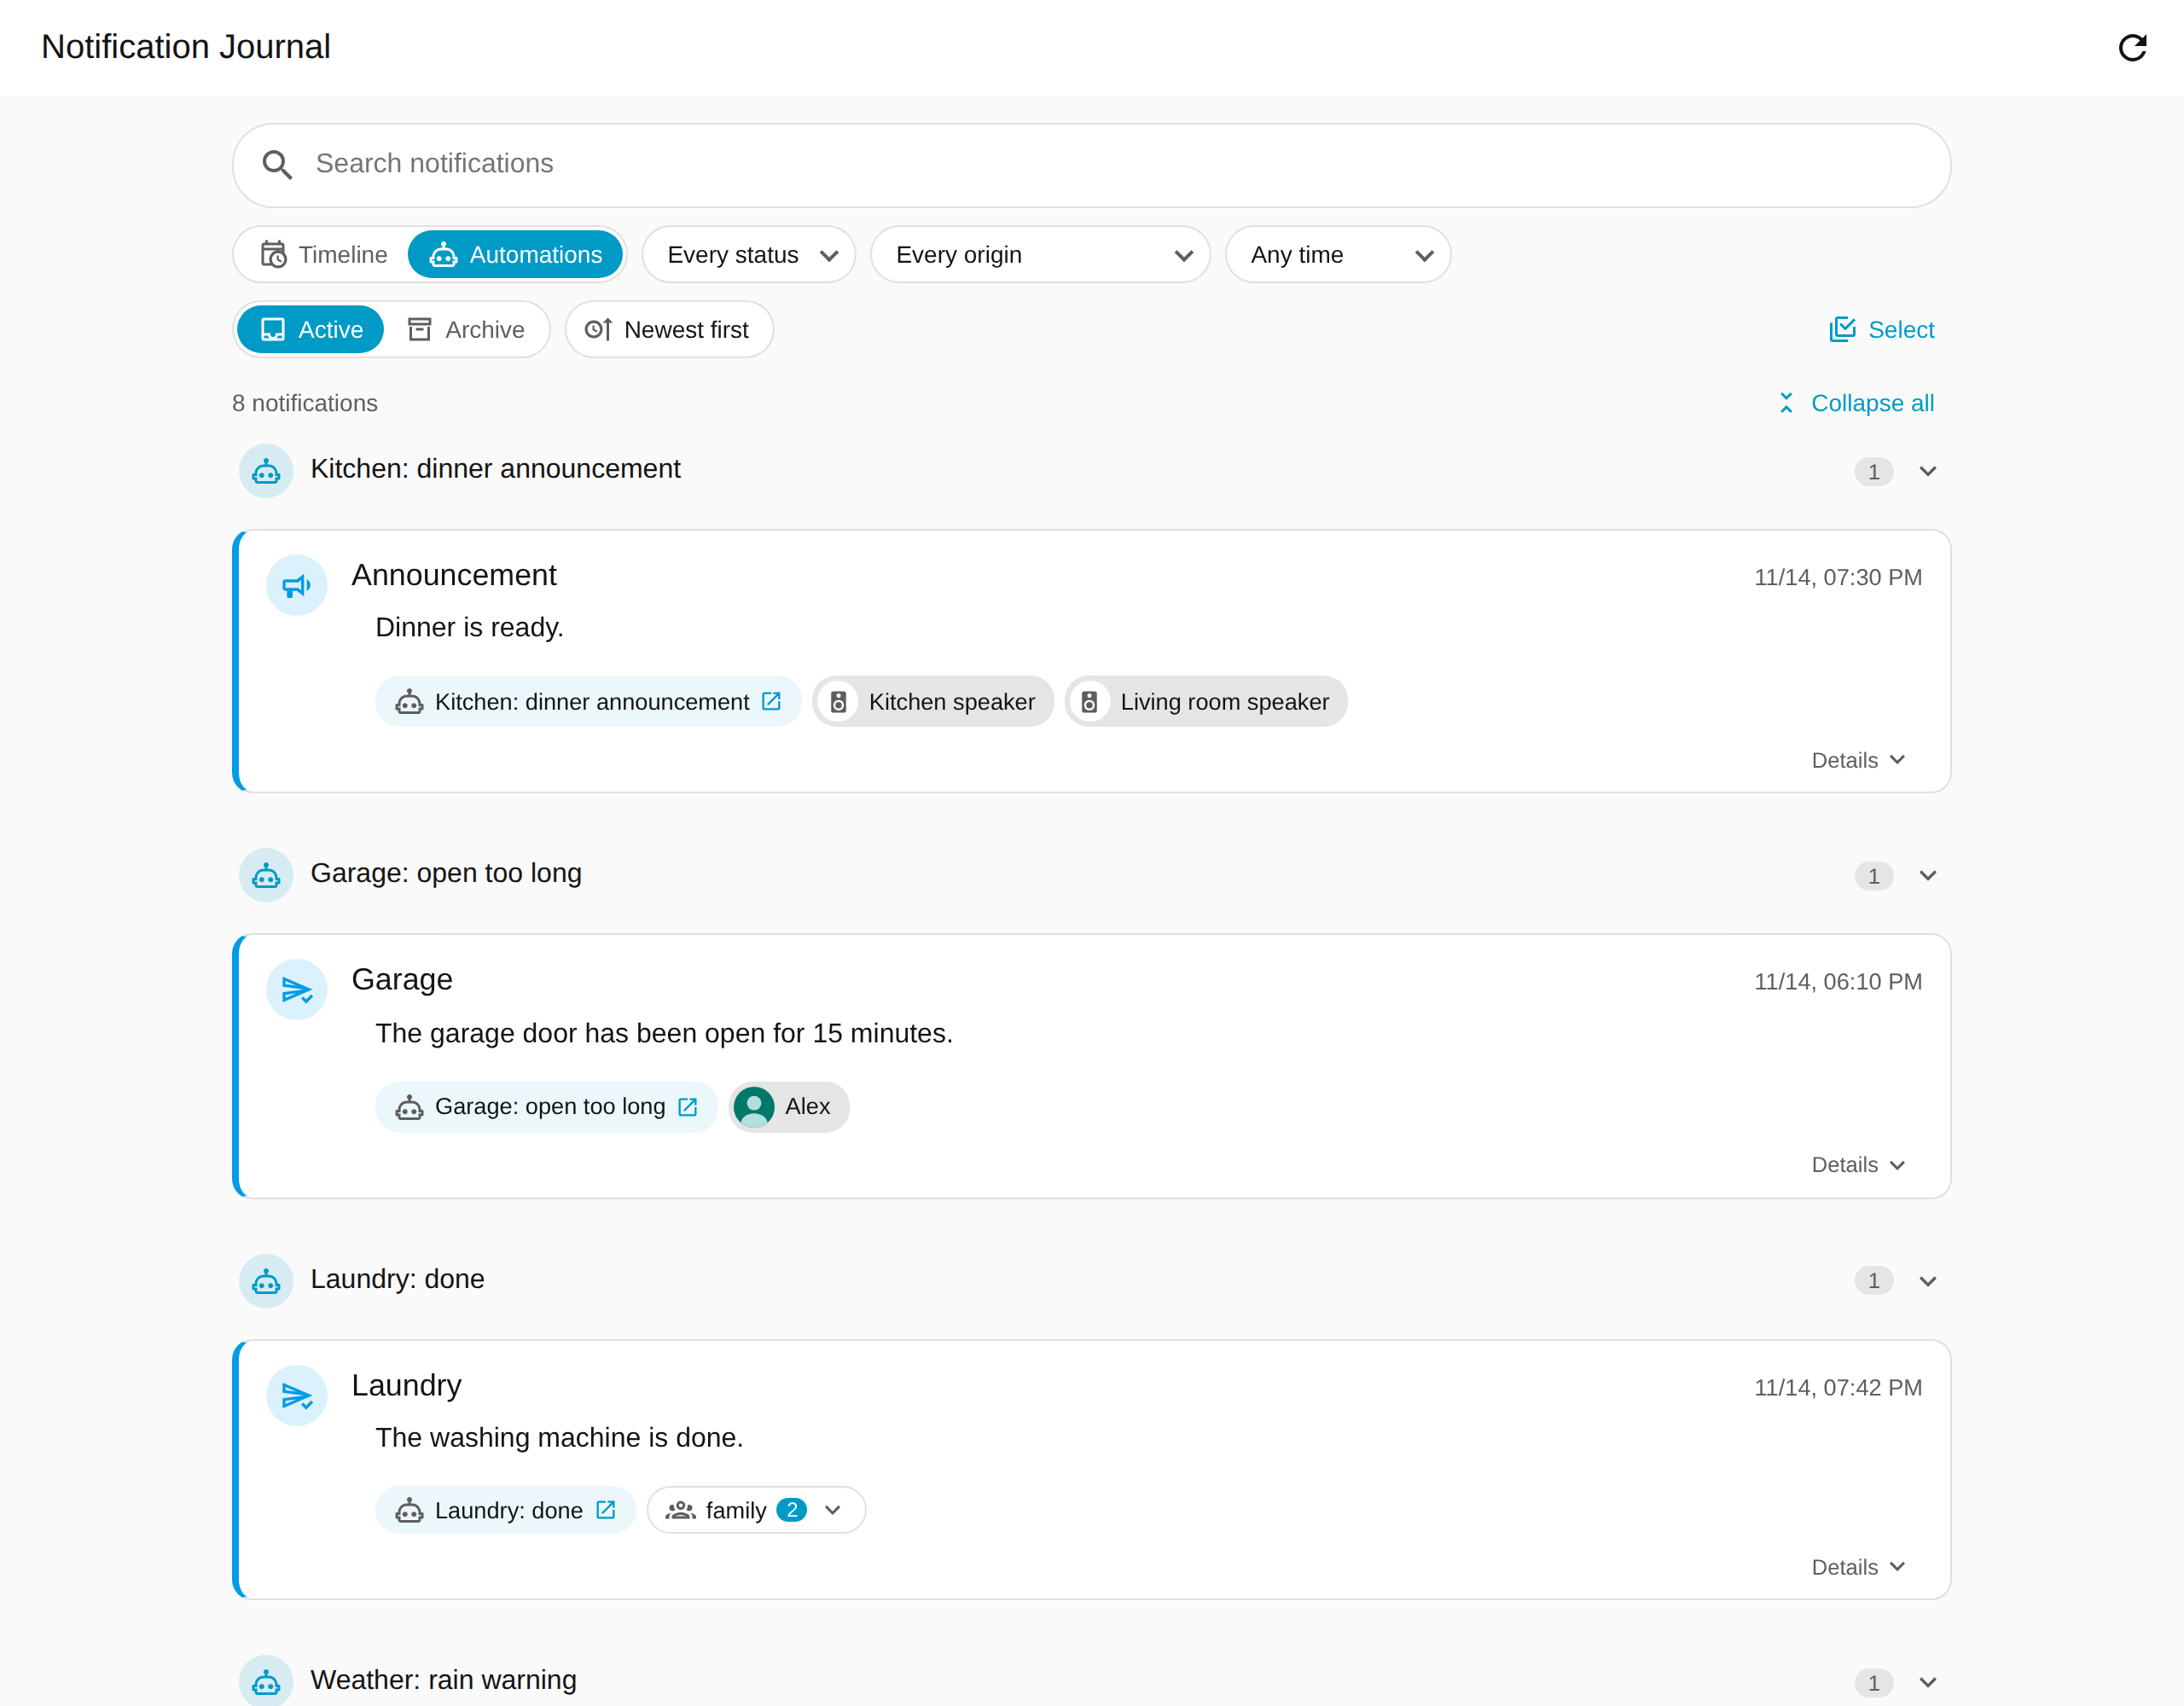 Notification Journal
Search notifications
Timeline Automations Every status Every origin Any time
Active Archive Newest first Select
8 notifications Collapse all
Kitchen: dinner announcement 1
Announcement 11/14, 07:30 PM
Dinner is ready.
Kitchen: dinner announcement Kitchen speaker Living room speaker
Details
Garage: open too long 1
Garage 11/14, 06:10 PM
The garage door has been open for 15 minutes.
Garage: open too long Alex
Details
Laundry: done 1
Laundry 11/14, 07:42 PM
The washing machine is done.
Laundry: done family 2
Details
Weather: rain warning 1